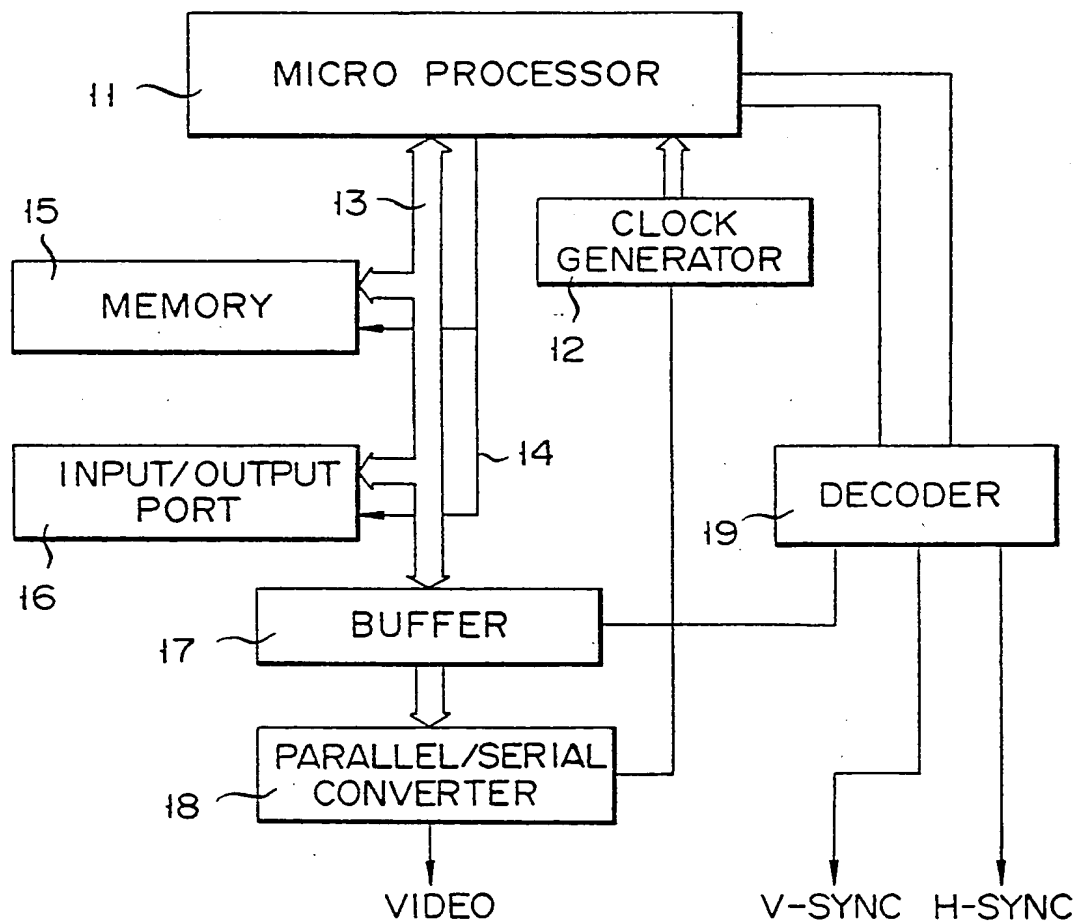 MICRO PROCESSOR
11
13
15
CLOCK
GENERATOR
MEMORY
12
14
INPUT/OUTPUT
PORT
DECODER
19
16
BUFFER
17
PARALLEL/SERIAL
CONVERTER
18
VIDEO
V-SYNC
H-SYNC